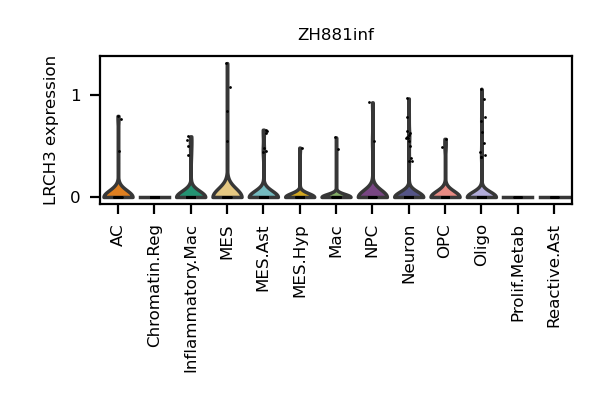 ZH881inf
LRCH3 expression
1
0
AC
Chromatin.Reg
Inflammatory.Mac
MES
MES.Ast
MES.Hyp
Mac
NPC
Neuron
OPC
Oligo
Prolif.Metab
Reactive.Ast